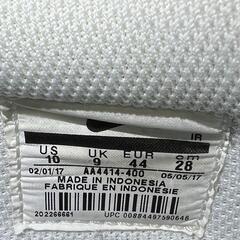 IR
US UK EUR cm
10 9 44 28
02/01/17 AA4414-400 05/05/17
MADE IN INDONESIA
FABRIQUE EN INDONESIE
202266661 UPC 00884497590646